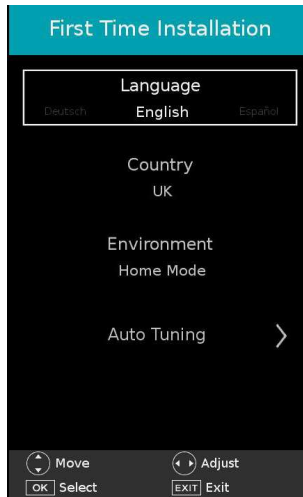 First Time Installation
Language
Deutsch English Español
Country
UK
Environment
Home Mode
Auto Tuning
Move Adjust
OK Select EXIT Exit